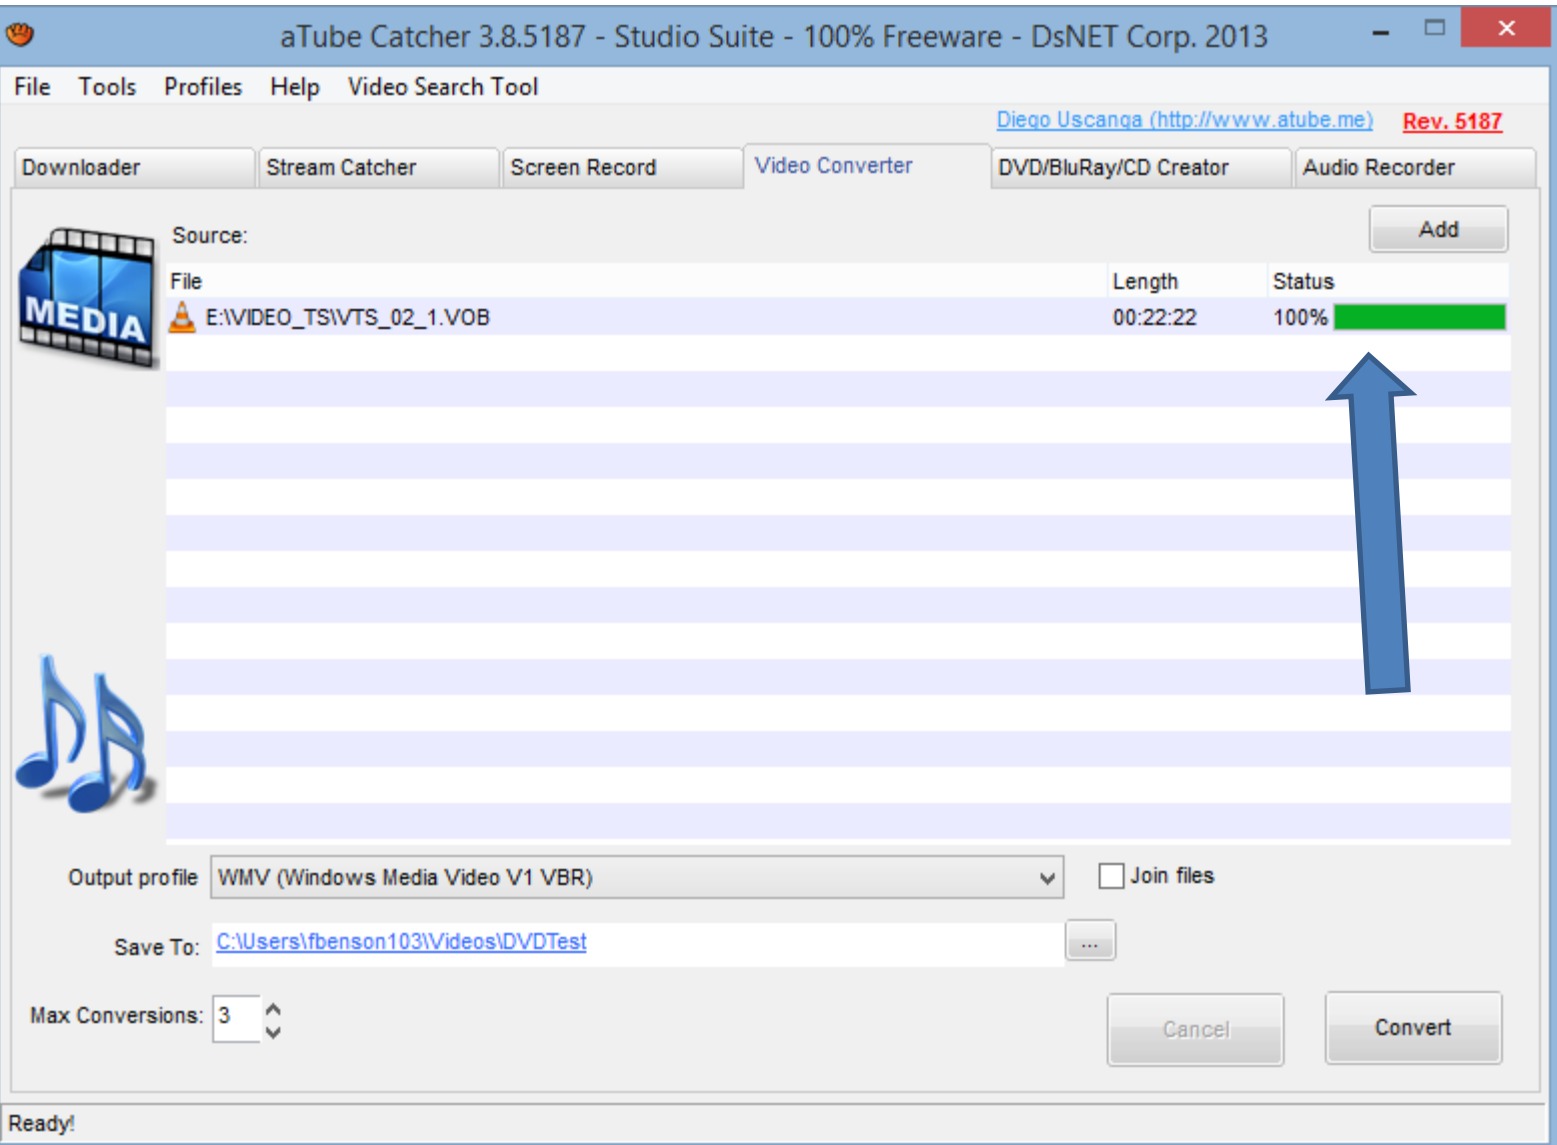 aTube Catcher 3.8.5187 - Studio Suite - 100% Freeware - DsNET Corp. 2013
File Tools Profiles Help Video Search Tool
Diego Uscanga (http://www.atube.me) Rev. 5187
Downloader Stream Catcher Screen Record Video Converter DVD/BluRay/CD Creator Audio Recorder
MEDIA
Source:
Add
File Length Status
E:\VIDEO_TS\VTS_02_1.VOB 00:22:22 100%
Output profile WMV (Windows Media Video V1 VBR) Join files
Save To: C:\Users\fbenson103\Videos\DVDTest ...
Max Conversions: 3
Cancel Convert
Ready!